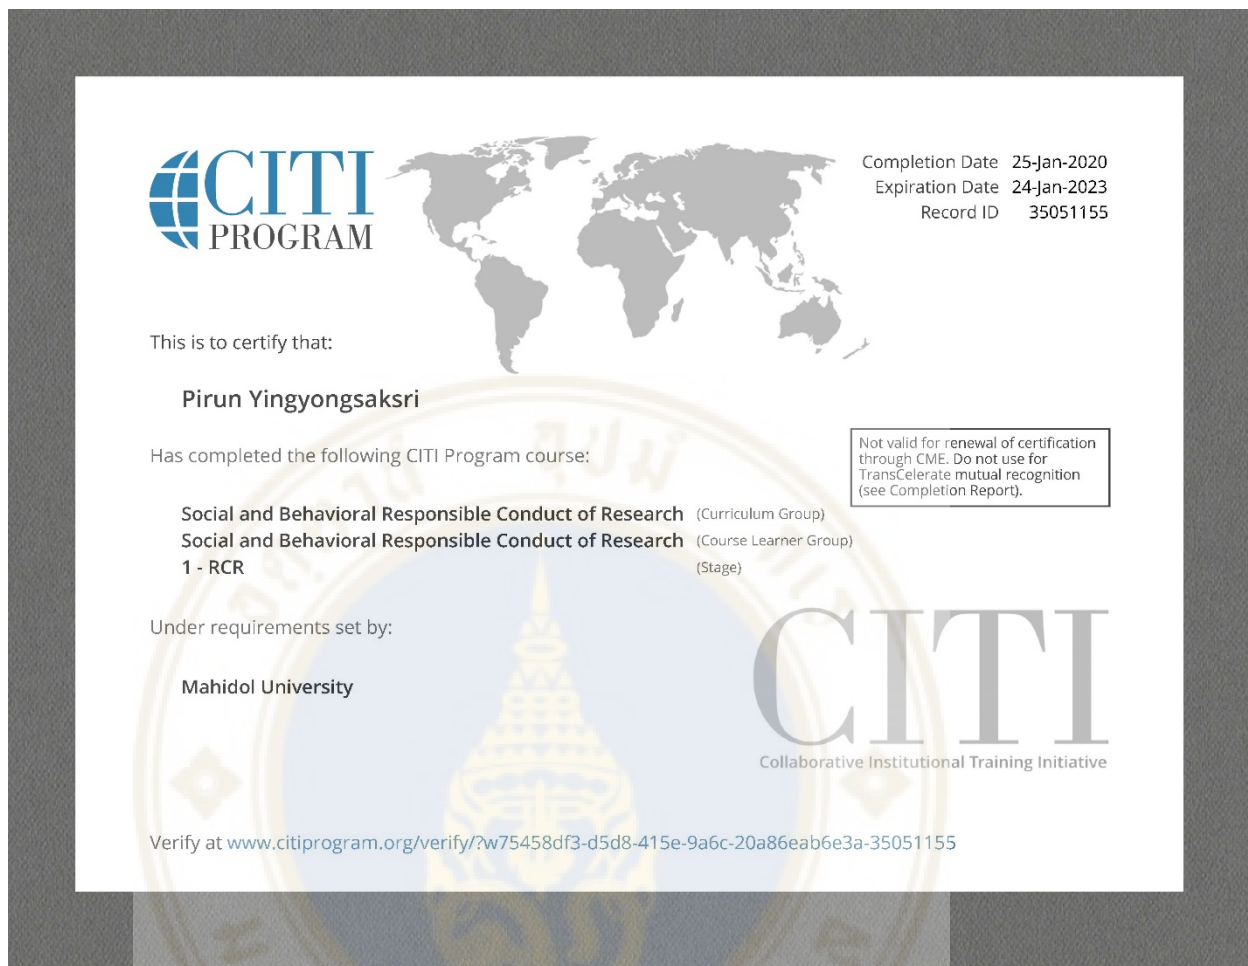 CITI
PROGRAM
Completion Date 25-Jan-2020
Expiration Date 24-Jan-2023
Record ID 35051155
This is to certify that:
Pirun Yingyongsaksri
Has completed the following CITI Program course:
Not valid for renewal of certification
through CME. Do not use for
TransCelerate mutual recognition
(see Completion Report).
Social and Behavioral Responsible Conduct of Research (Curriculum Group)
Social and Behavioral Responsible Conduct of Research (Course Learner Group)
1 - RCR (Stage)
Under requirements set by:
Mahidol University
CITI
Collaborative Institutional Training Initiative
Verify at www.citiprogram.org/verify/?w75458df3-d5d8-415e-9a6c-20a86eab6e3a-35051155